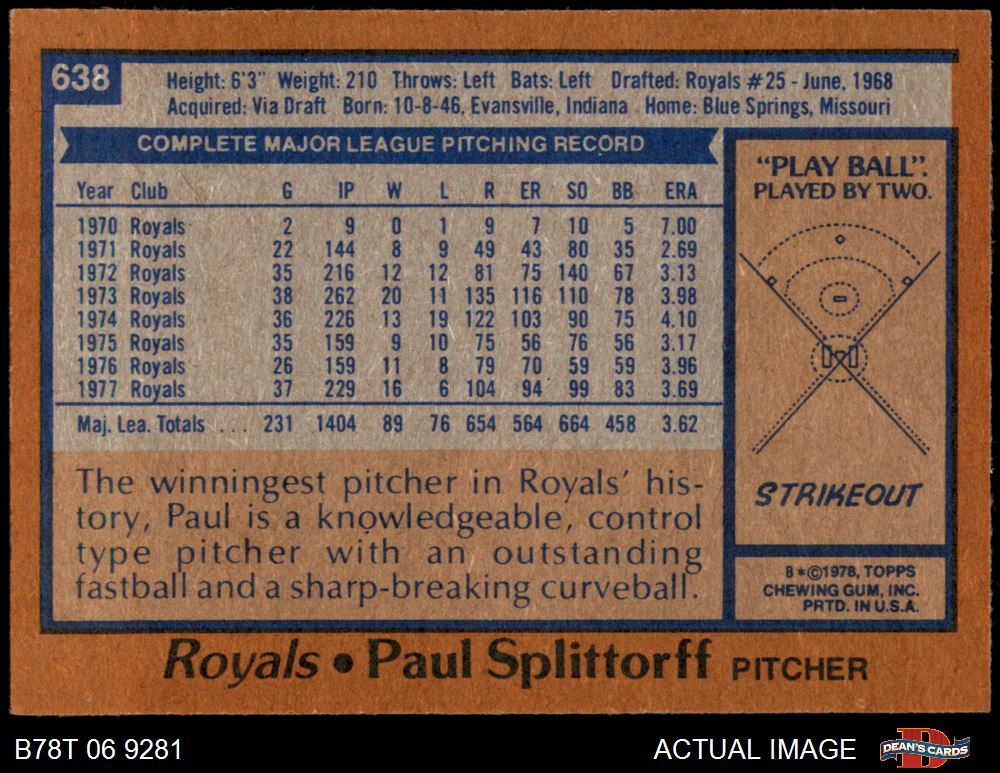 638
Height: 6'3" Weight: 210 Throws: Left Bats: Left Drafted: Royals #25 - June, 1968
Acquired: Via Draft Born: 10-8-46, Evansville, Indiana Home: Blue Springs, Missouri
COMPLETE MAJOR LEAGUE PITCHING RECORD
Year Club G IP W L R ER SO BB ERA
1970 Royals 2 9 0 1 9 7 10 5 7.00
1971 Royals 22 144 8 9 49 43 80 35 2.69
1972 Royals 35 216 12 12 81 75 140 67 3.13
1973 Royals 38 262 20 11 135 116 110 78 3.98
1974 Royals 36 226 13 19 122 103 90 75 4.10
1975 Royals 35 159 9 10 75 56 76 56 3.17
1976 Royals 26 159 11 8 79 70 59 59 3.96
1977 Royals 37 229 16 6 104 94 99 83 3.69
Maj. Lea. Totals ... 231 1404 89 76 654 564 664 458 3.62
The winningest pitcher in Royals' his-
tory, Paul is a knowledgeable, control
type pitcher with an outstanding
fastball and a sharp-breaking curveball.
"PLAY BALL".
PLAYED BY TWO.
STRIKEOUT
B*©1978, TOPPS
CHEWING GUM, INC.
PRTD. IN U.S.A.
Royals • Paul Splittorff PITCHER
B78T 06 9281
ACTUAL IMAGE
DEAN'S CARDS